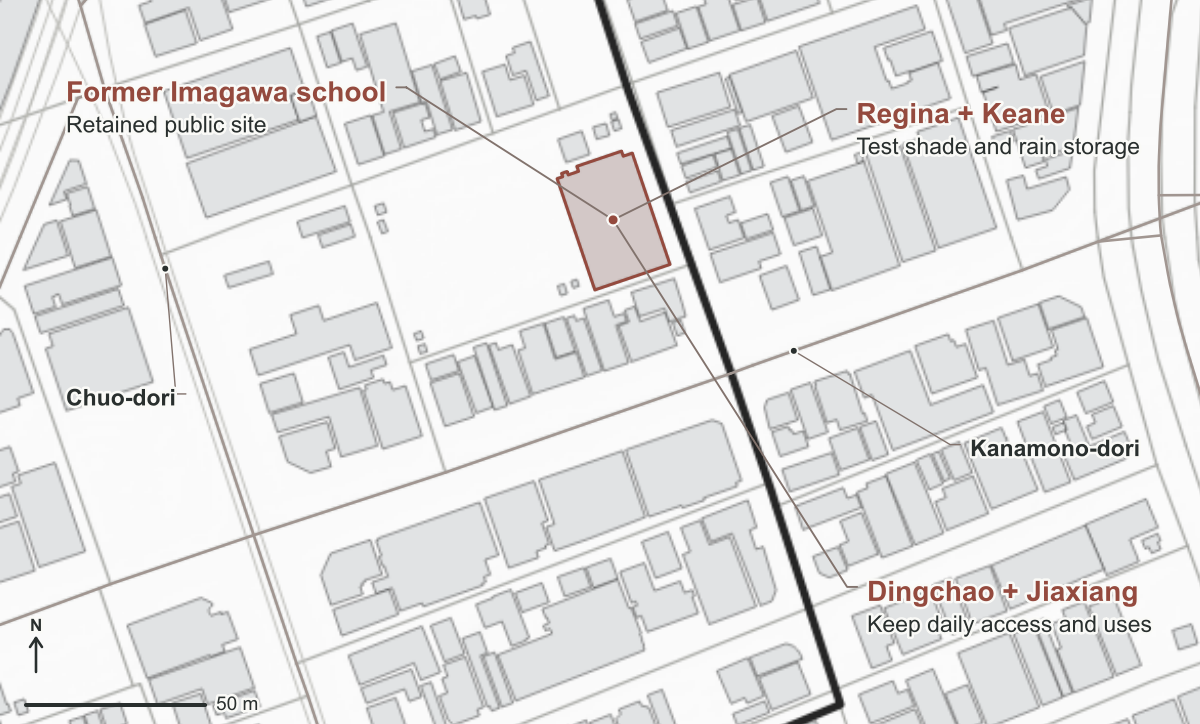 Former Imagawa school
Retained public site
Regina + Keane
Test shade and rain storage
Chuo-dori
Kanamono-dori
Dingchao + Jiaxiang
Keep daily access and uses
N
50 m